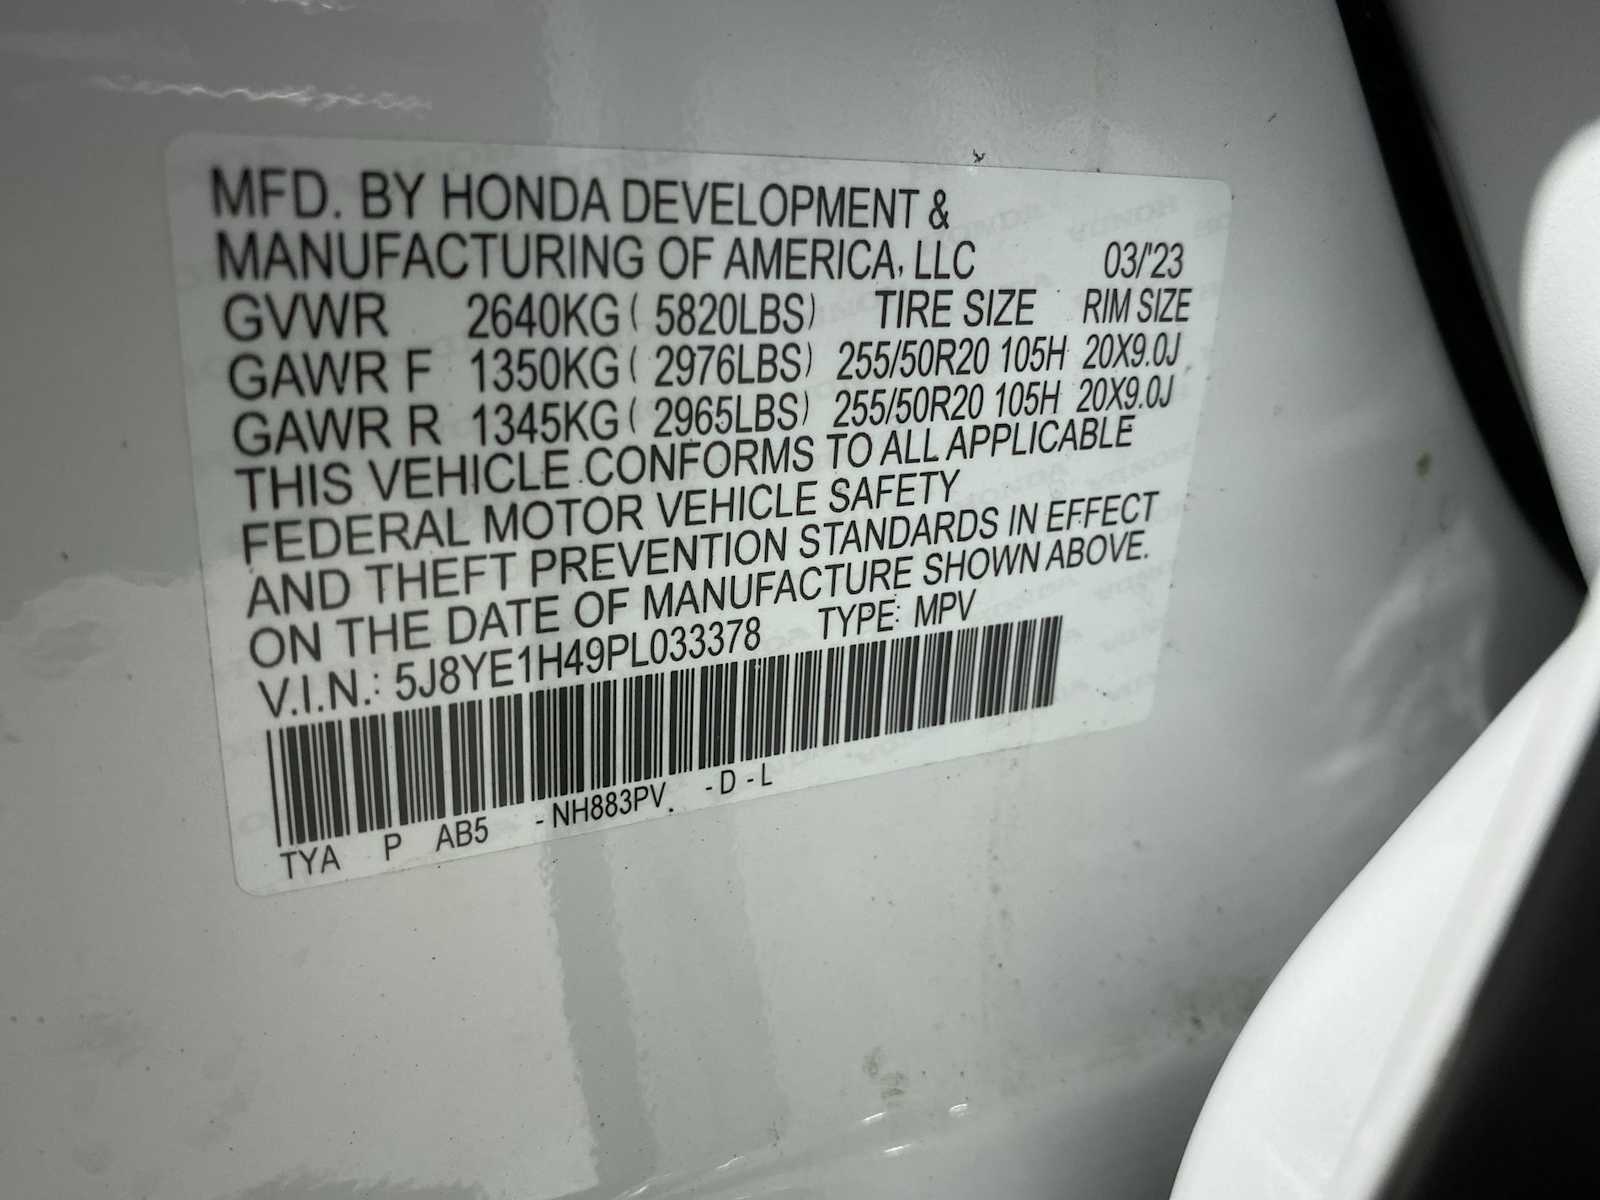 MFD. BY HONDA DEVELOPMENT &
MANUFACTURING OF AMERICA, LLC 03/'23
GVWR 2640KG ( 5820LBS) TIRE SIZE RIM SIZE
GAWR F 1350KG ( 2976LBS) 255/50R20 105H 20X9.0J
GAWR R 1345KG ( 2965LBS) 255/50R20 105H 20X9.0J
THIS VEHICLE CONFORMS TO ALL APPLICABLE
FEDERAL MOTOR VEHICLE SAFETY
AND THEFT PREVENTION STANDARDS IN EFFECT
ON THE DATE OF MANUFACTURE SHOWN ABOVE.
V.I.N.: 5J8YE1H49PL033378 TYPE: MPV
TYA P AB5 -NH883PV. -D-L